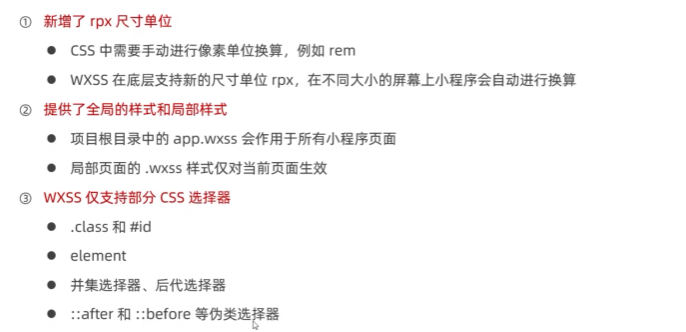 ① 新增了 rpx 尺寸单位
● CSS 中需要手动进行像素单位换算，例如 rem
● WXSS 在底层支持新的尺寸单位 rpx，在不同大小的屏幕上小程序会自动进行换算
② 提供了全局的样式和局部样式
● 项目根目录中的 app.wxss 会作用于所有小程序页面
● 局部页面的 .wxss 样式仅对当前页面生效
③ WXSS 仅支持部分 CSS 选择器
● .class 和 #id
● element
● 并集选择器、后代选择器
● ::after 和 ::before 等伪类选择器